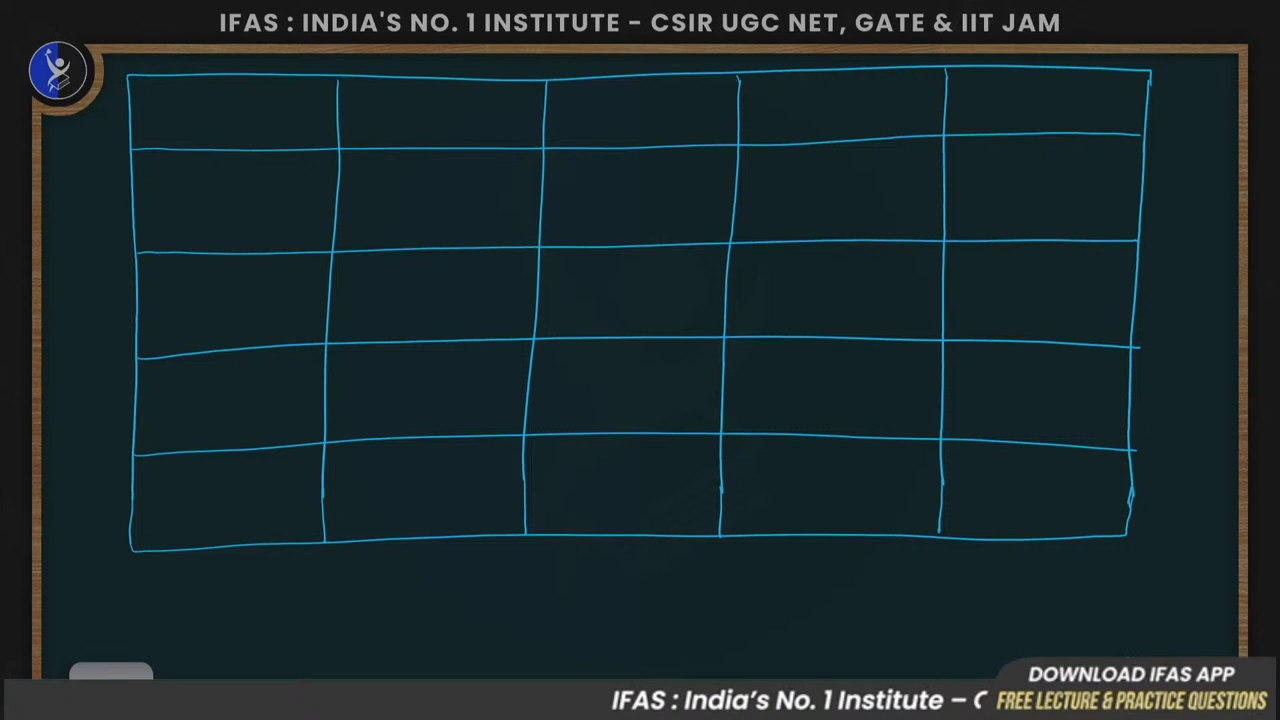 IFAS : INDIA'S NO. 1 INSTITUTE - CSIR UGC NET, GATE & IIT JAM
DOWNLOAD IFAS APP
IFAS : India's No. 1 Institute – C
FREE LECTURE & PRACTICE QUESTIONS